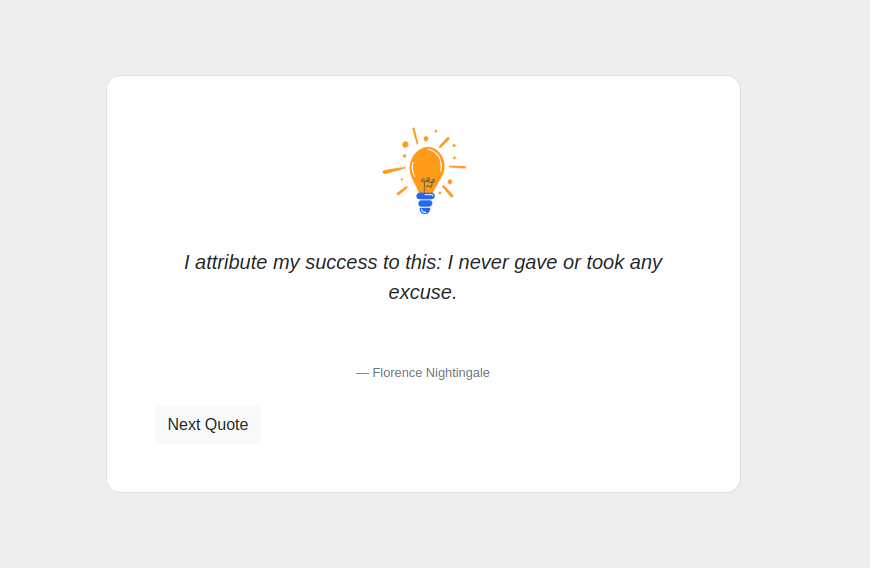 I attribute my success to this: I never gave or took any
excuse.
— Florence Nightingale
Next Quote